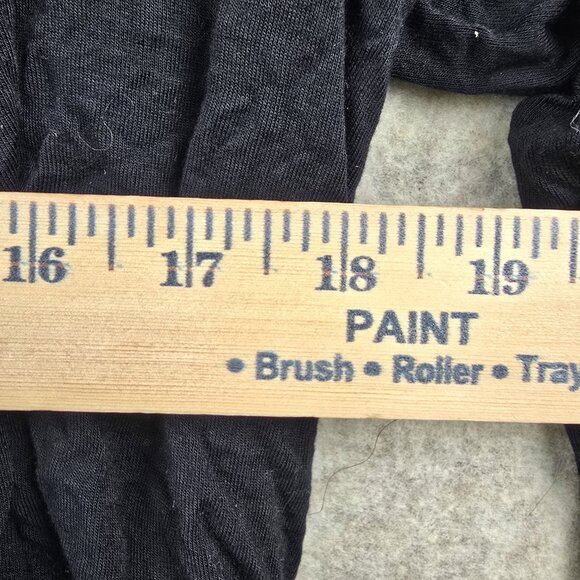 16 17 18 19
PAINT
• Brush • Roller • Tray